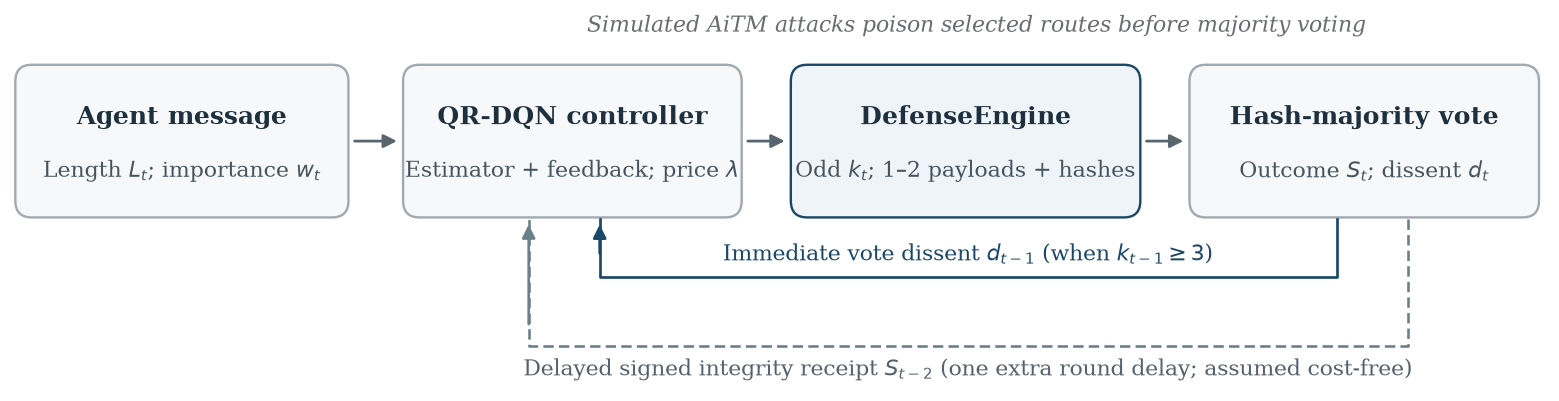 Simulated AiTM attacks poison selected routes before majority voting
Agent message
Length Lₜ; importance wₜ
QR-DQN controller
Estimator + feedback; price λ
DefenseEngine
Odd kₜ; 1–2 payloads + hashes
Hash-majority vote
Outcome Sₜ; dissent dₜ
Immediate vote dissent dₜ₋₁ (when kₜ₋₁ ≥ 3)
Delayed signed integrity receipt Sₜ₋₂ (one extra round delay; assumed cost-free)